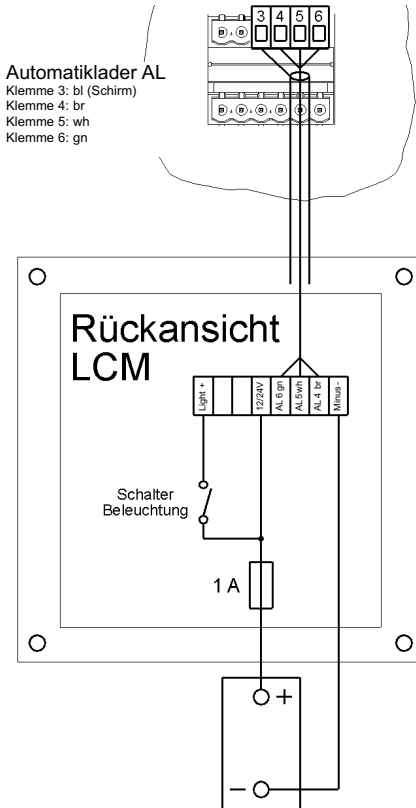 3 4 5 6
Automatiklader AL
Klemme 3: bl (Schirm)
Klemme 4: br
Klemme 5: wh
Klemme 6: gn
Rückansicht
LCM
Light +
12/24V
AL 6 gn
AL 5 wh
AL 4 br
Minus -
Schalter
Beleuchtung
1 A
+
-